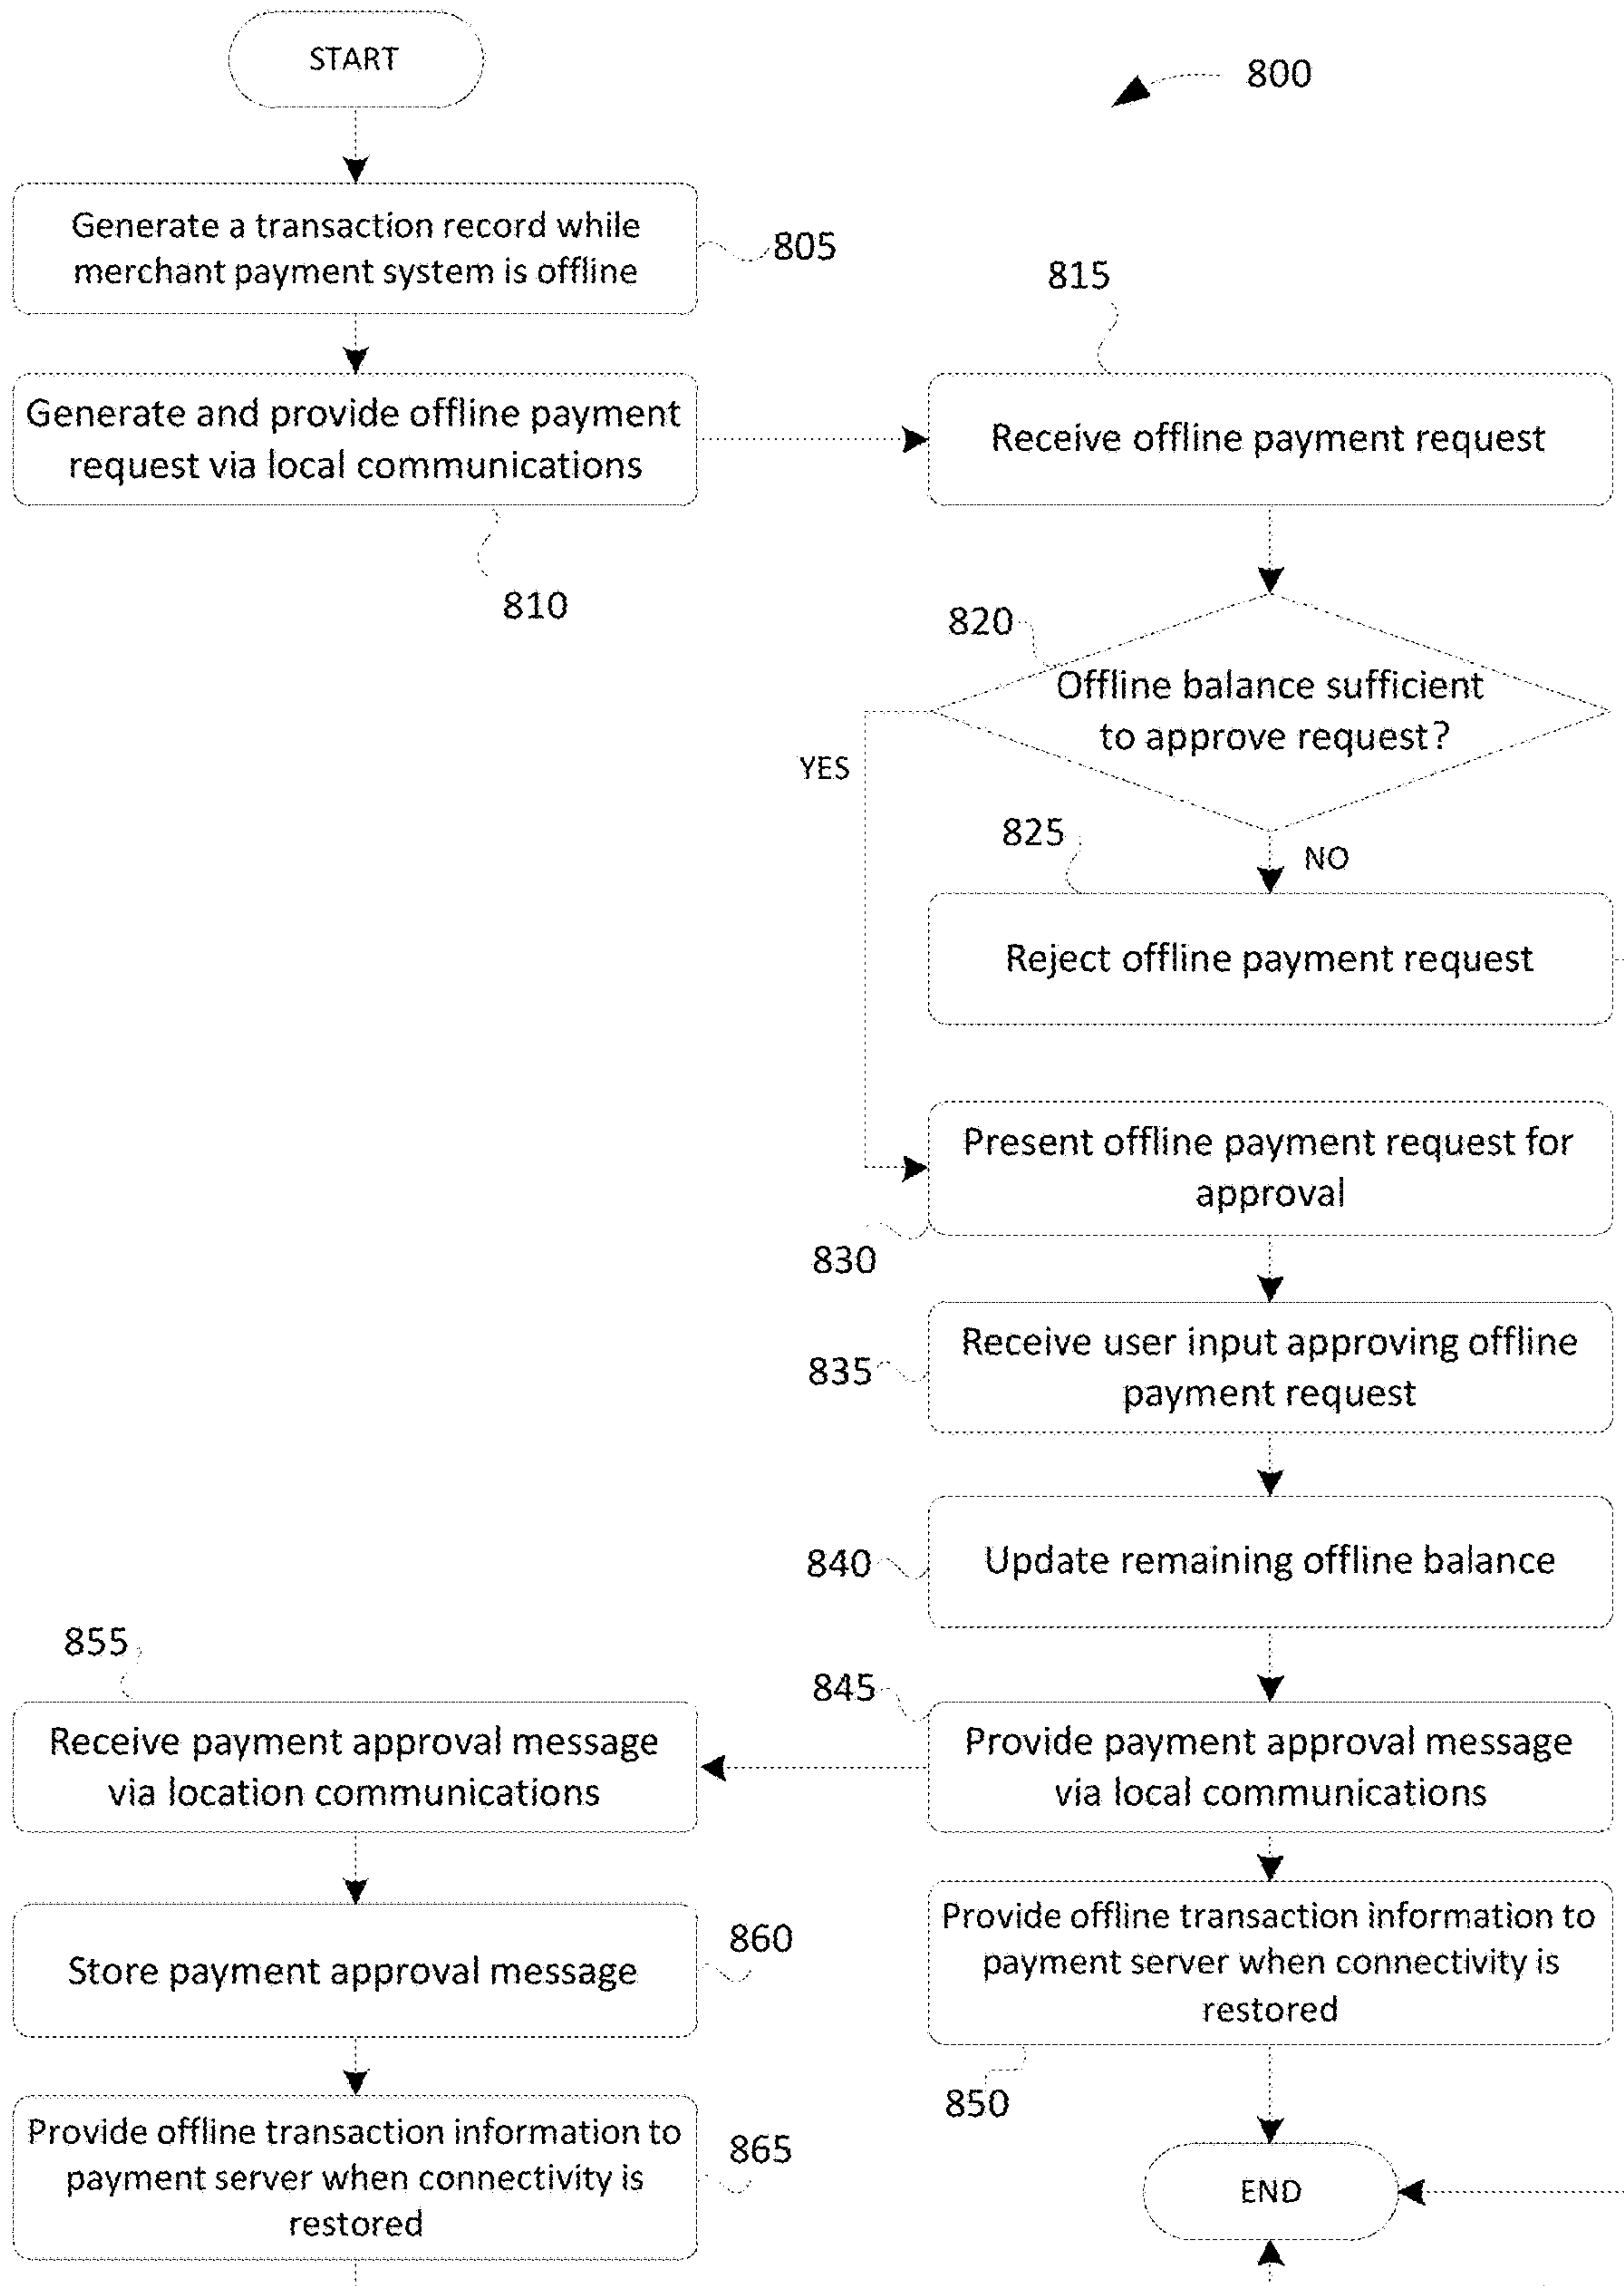 START
800
Generate a transaction record while
merchant payment system is offline
805
815
Generate and provide offline payment
request via local communications
810
Receive offline payment request
820
Offline balance sufficient
to approve request?
YES
825
NO
Reject offline payment request
Present offline payment request for
approval
830
835
Receive user input approving offline
payment request
840
Update remaining offline balance
855
845
Receive payment approval message
via location communications
Provide payment approval message
via local communications
860
Store payment approval message
Provide offline transaction information to
payment server when connectivity is
restored
850
Provide offline transaction information to
payment server when connectivity is
restored
865
END